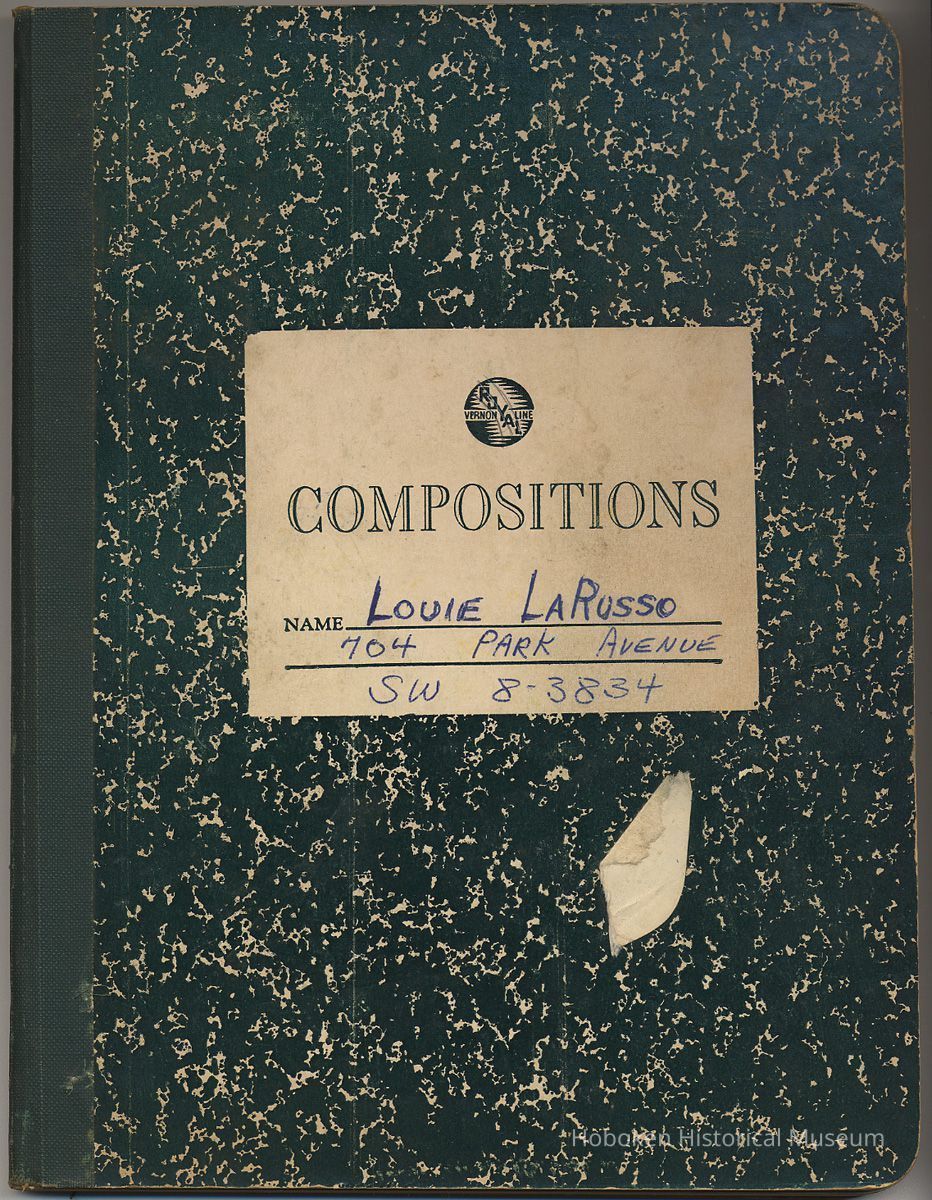 ROYAL
VERNON LINE
COMPOSITIONS
NAME LOUIE LARUSSO
704 PARK AVENUE
SW 8-3834
Hoboken Historical Museum